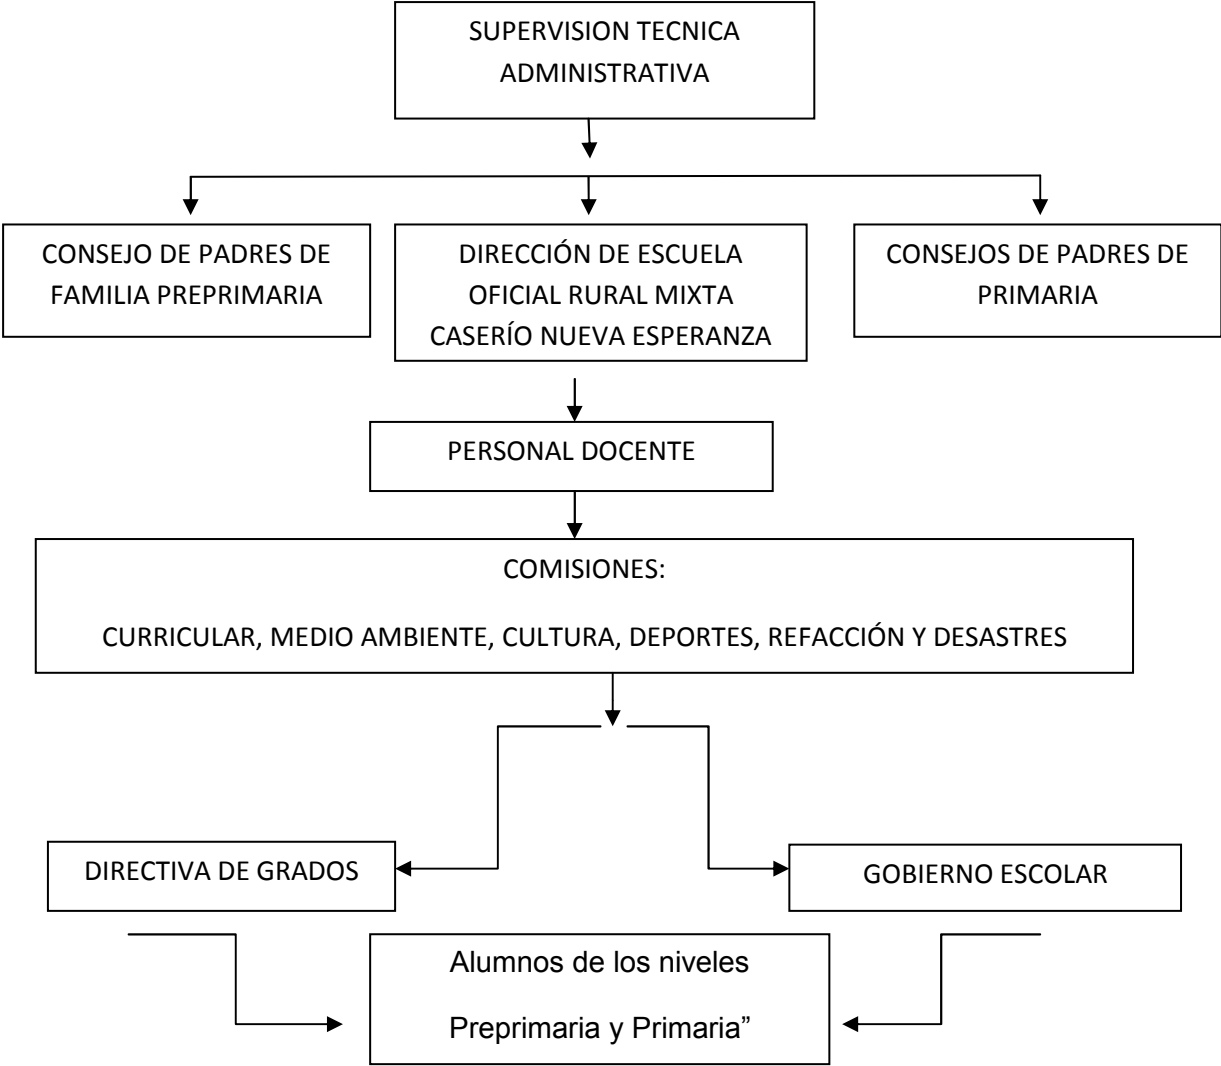 SUPERVISION TECNICA
ADMINISTRATIVA
CONSEJO DE PADRES DE
FAMILIA PREPRIMARIA
DIRECCIÓN DE ESCUELA
OFICIAL RURAL MIXTA
CASERÍO NUEVA ESPERANZA
CONSEJOS DE PADRES DE
PRIMARIA
PERSONAL DOCENTE
COMISIONES:
CURRICULAR, MEDIO AMBIENTE, CULTURA, DEPORTES, REFACCIÓN Y DESASTRES
DIRECTIVA DE GRADOS
GOBIERNO ESCOLAR
Alumnos de los niveles
Preprimaria y Primaria”